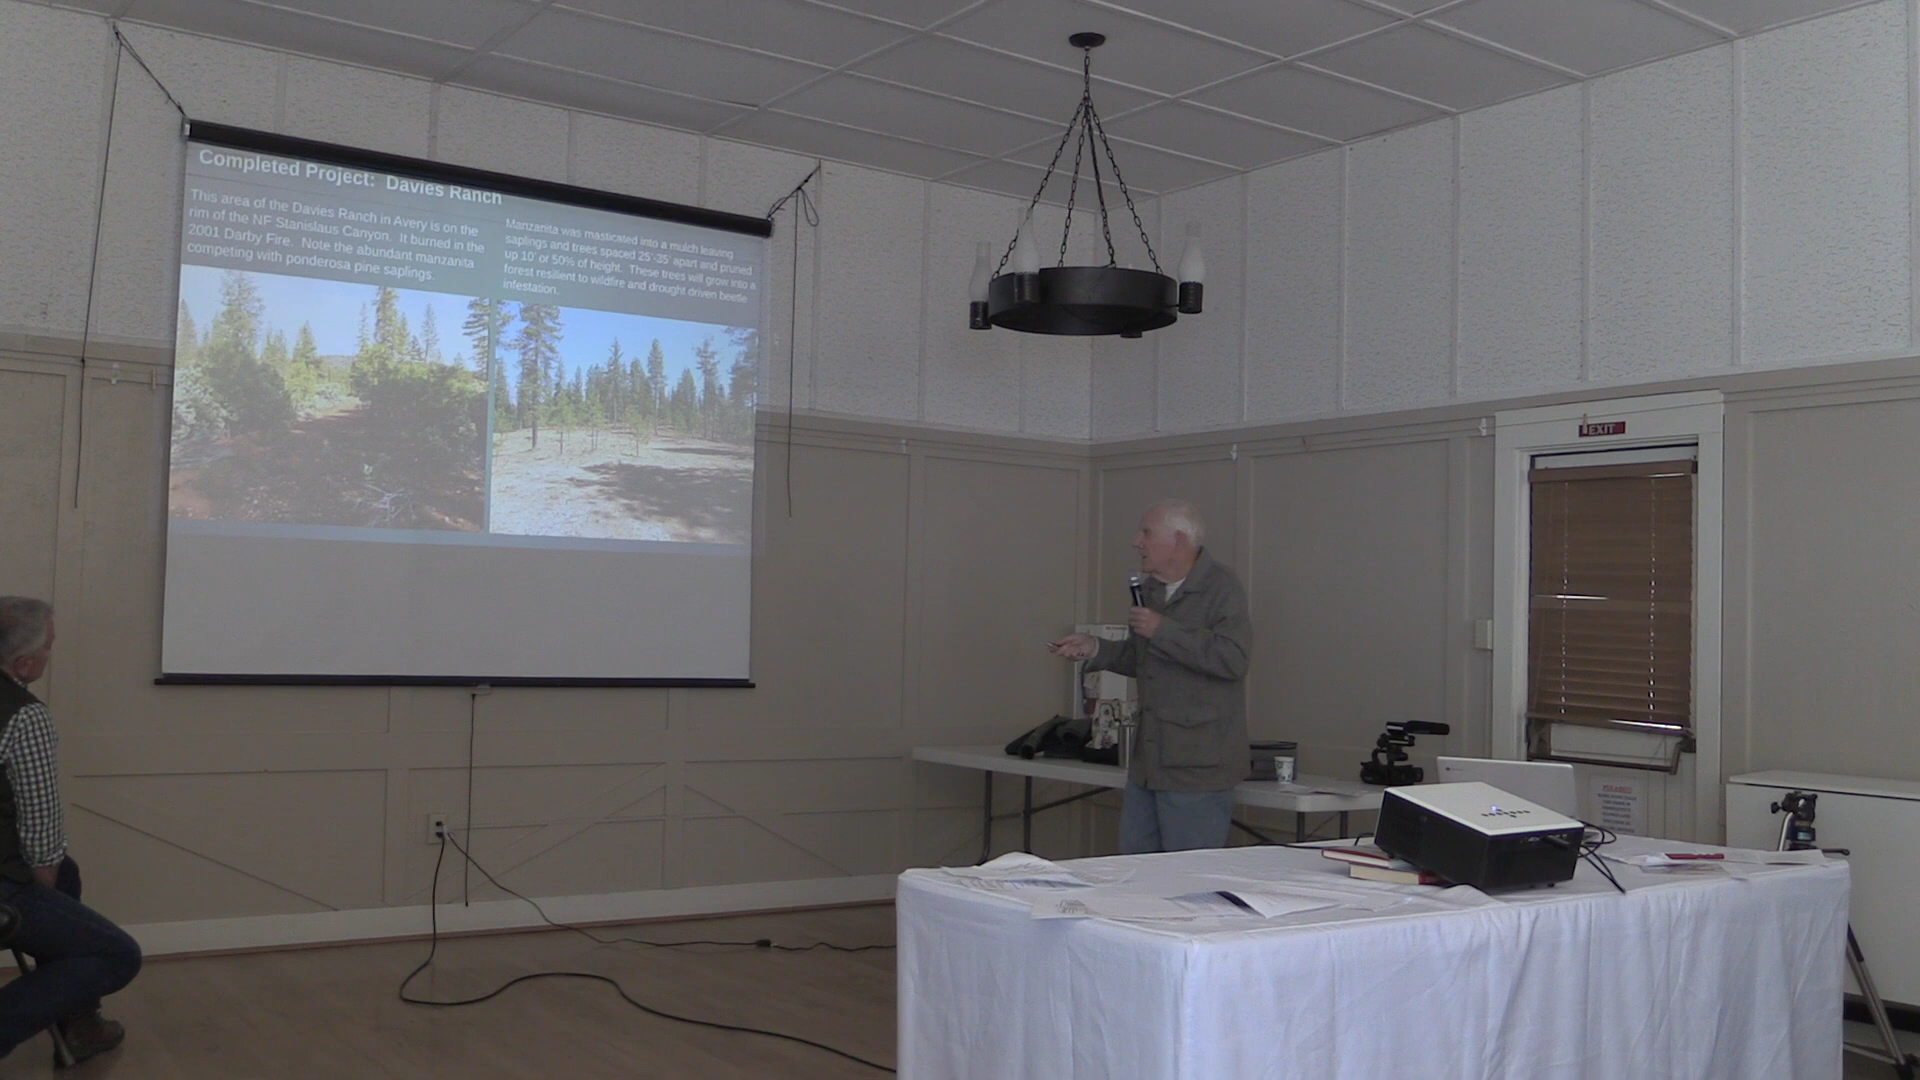 Completed Project: Davies Ranch
This area of the Davies Ranch in Avery is on the
rim of the NF Stanislaus Canyon. It burned in the
2001 Darby Fire. Note the abundant manzanita
competing with ponderosa pine saplings.
Manzanita was masticated into a mulch leaving
saplings and trees spaced 25'-35' apart and pruned
up 10' or 50% of height. These trees will grow into a
forest resilient to wildfire and drought driven beetle
infestation.
EXIT